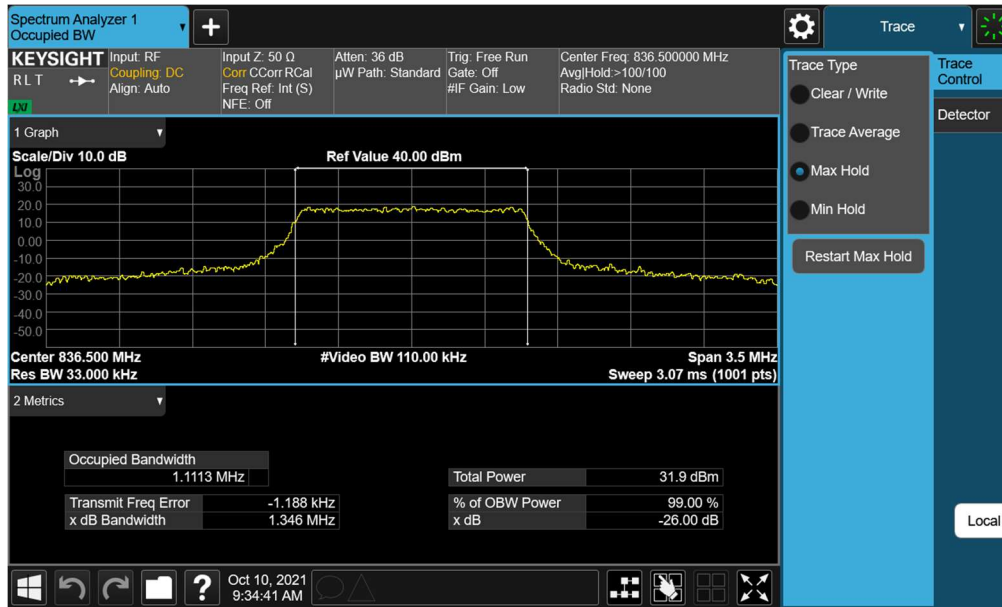 Spectrum Analyzer 1
Occupied BW
Trace
KEYSIGHT
R L T
LXI
Input: RF
Coupling: DC
Align: Auto
Input Z: 50 Ω
Corr CCorr RCal
Freq Ref: Int (S)
NFE: Off
Atten: 36 dB
µW Path: Standard
Trig: Free Run
Gate: Off
#IF Gain: Low
Center Freq: 836.500000 MHz
Avg|Hold:>100/100
Radio Std: None
Trace Type
Clear / Write
Trace Average
Max Hold
Min Hold
Restart Max Hold
Trace
Control
Detector
Local
1 Graph
Scale/Div 10.0 dB
Ref Value 40.00 dBm
Log
30.0
20.0
10.0
0.00
-10.0
-20.0
-30.0
-40.0
-50.0
Center 836.500 MHz
#Video BW 110.00 kHz
Span 3.5 MHz
Res BW 33.000 kHz
Sweep 3.07 ms (1001 pts)
2 Metrics
Occupied Bandwidth
1.1113 MHz
Total Power 31.9 dBm
Transmit Freq Error -1.188 kHz
% of OBW Power 99.00 %
x dB Bandwidth 1.346 MHz
x dB -26.00 dB
?
Oct 10, 2021
9:34:41 AM